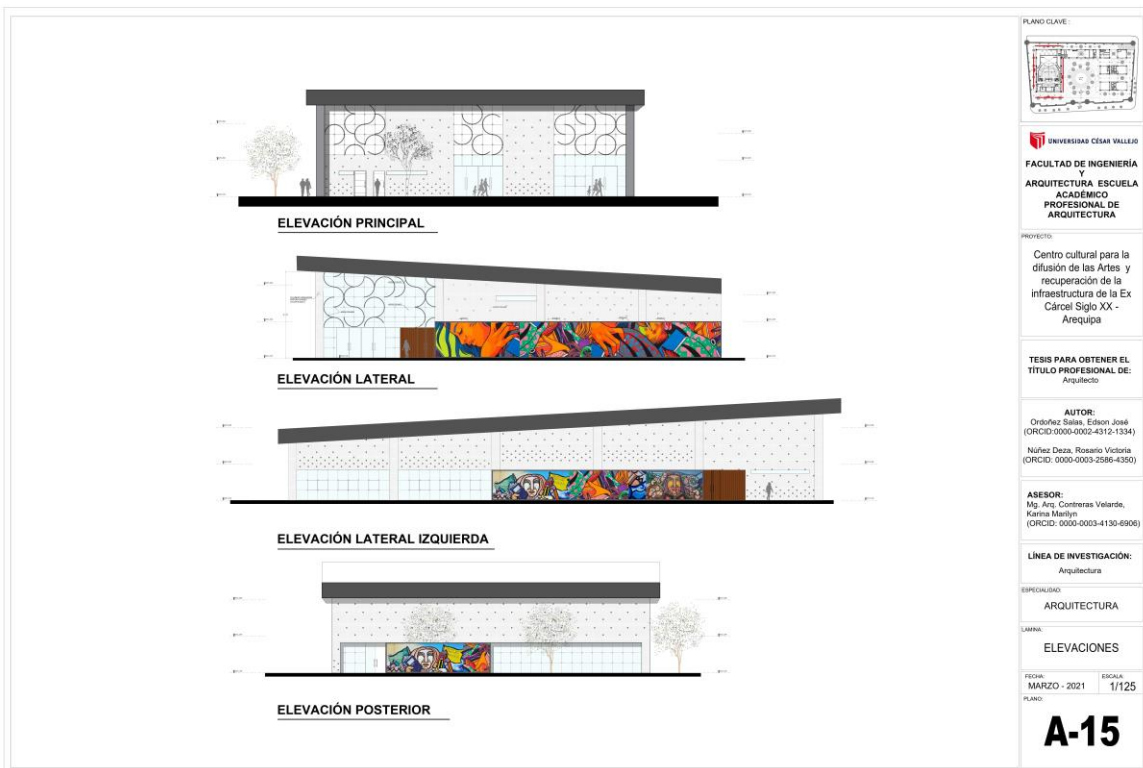 ELEVACIÓN PRINCIPAL
ELEVACIÓN LATERAL
ELEVACIÓN LATERAL IZQUIERDA
ELEVACIÓN POSTERIOR
PLANO CLAVE :
UNIVERSIDAD CÉSAR VALLEJO
FACULTAD DE INGENIERÍA
Y
ARQUITECTURA ESCUELA
ACADÉMICO
PROFESIONAL DE
ARQUITECTURA
PROYECTO:
Centro cultural para la
difusión de las Artes y
recuperación de la
infraestructura de la Ex
Cárcel Siglo XX -
Arequipa
TESIS PARA OBTENER EL
TÍTULO PROFESIONAL DE:
Arquitecto
AUTOR:
Ordoñez Salas, Edson José
(ORCID:0000-0002-4312-1334)
Núñez Deza, Rosario Victoria
(ORCID: 0000-0003-2586-4350)
ASESOR:
Mg. Arq. Contreras Velarde,
Karina Marilyn
(ORCID: 0000-0003-4130-6906)
LÍNEA DE INVESTIGACIÓN:
Arquitectura
ESPECIALIDAD:
ARQUITECTURA
LAMINA:
ELEVACIONES
FECHA: ESCALA:
MARZO - 2021 1/125
PLANO:
A-15